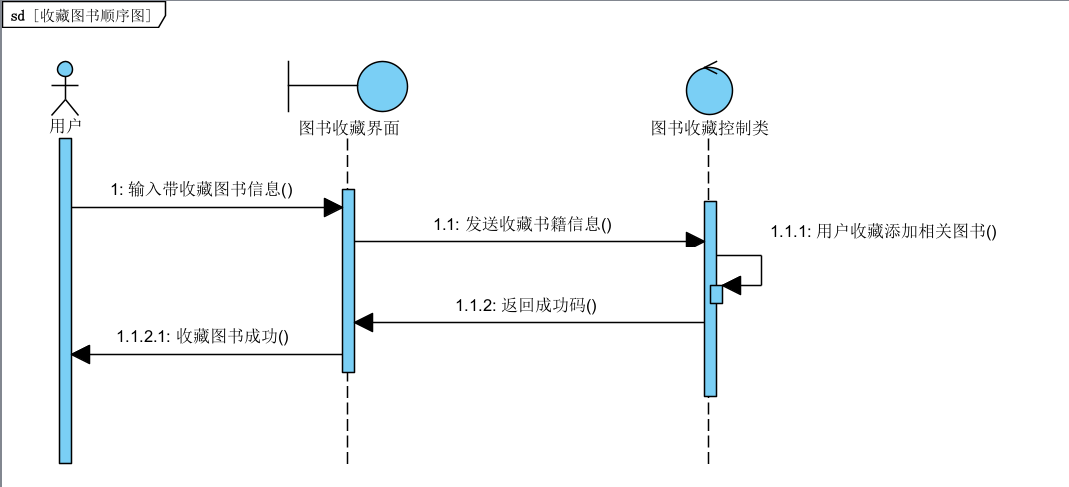 sd [收藏图书顺序图]
用户
图书收藏界面
图书收藏控制类
1: 输入带收藏图书信息()
1.1: 发送收藏书籍信息()
1.1.1: 用户收藏添加相关图书()
1.1.2: 返回成功码()
1.1.2.1: 收藏图书成功()